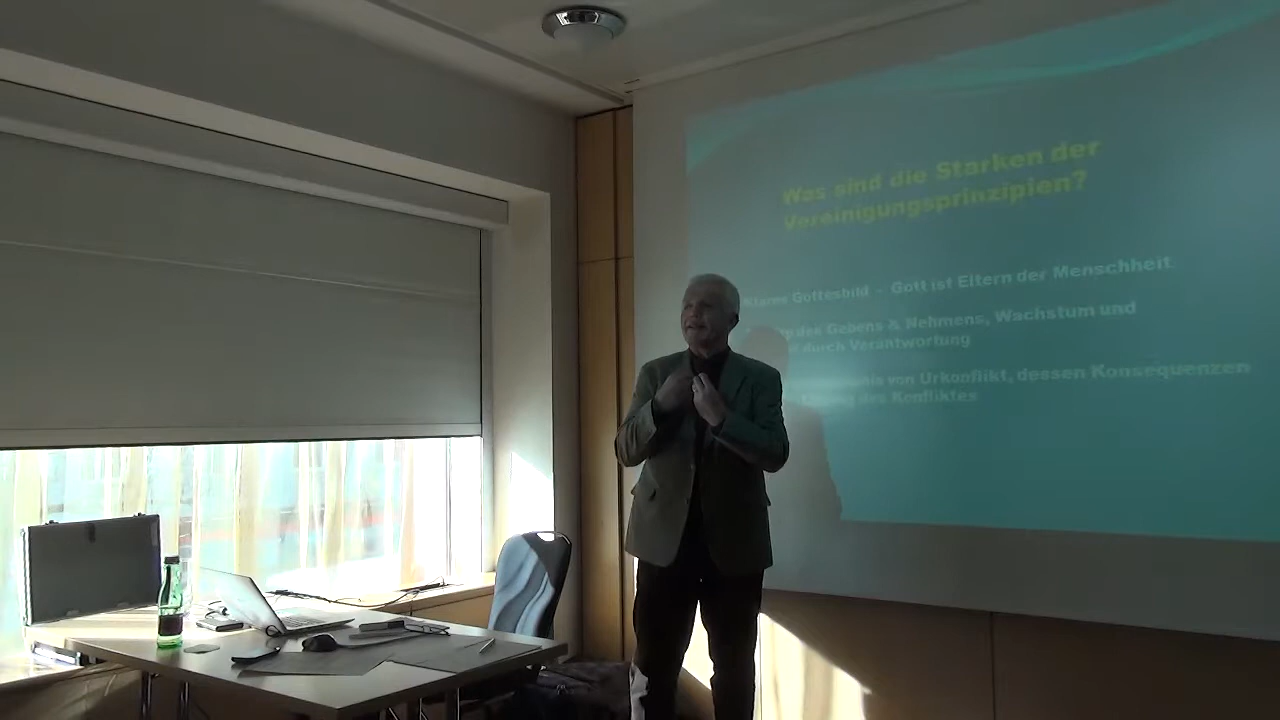 Was sind die Starken der
Vereinigungsprinzipien?
Klares Gottesbild – Gott ist Eltern der Menschheit
des Gebens & Nehmens, Wachstum und
durch Verantwortung
von Urkonflikt, dessen Konsequenzen
des Konfliktes